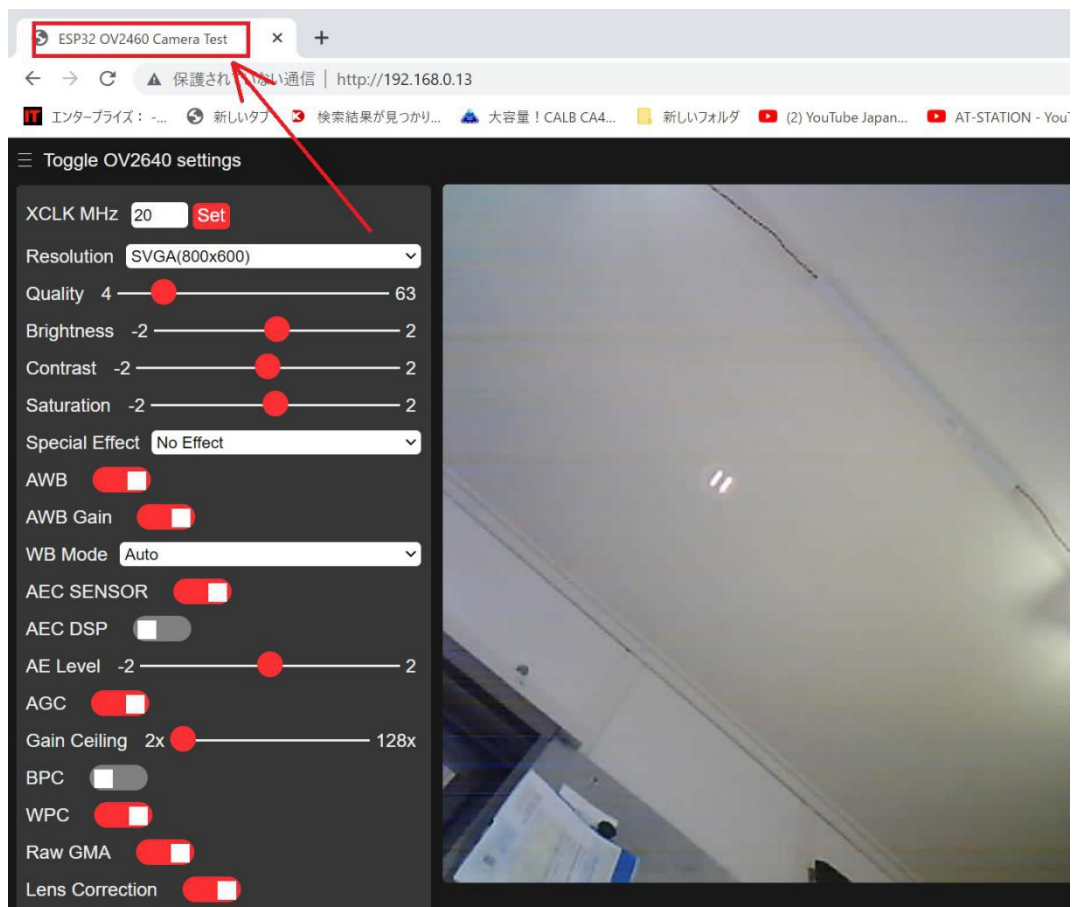 ESP32 OV2460 Camera Test × +
保護されていない通信 | http://192.168.0.13
IT エンタープライズ： -... 新しいタブ 検索結果が見つかり... 大容量！CALB CA4... 新しいフォルダ (2) YouTube Japan... AT-STATION - YouT
Toggle OV2640 settings
XCLK MHz 20 Set
Resolution SVGA(800x600)
Quality 4 63
Brightness -2 2
Contrast -2 2
Saturation -2 2
Special Effect No Effect
AWB
AWB Gain
WB Mode Auto
AEC SENSOR
AEC DSP
AE Level -2 2
AGC
Gain Ceiling 2x 128x
BPC
WPC
Raw GMA
Lens Correction